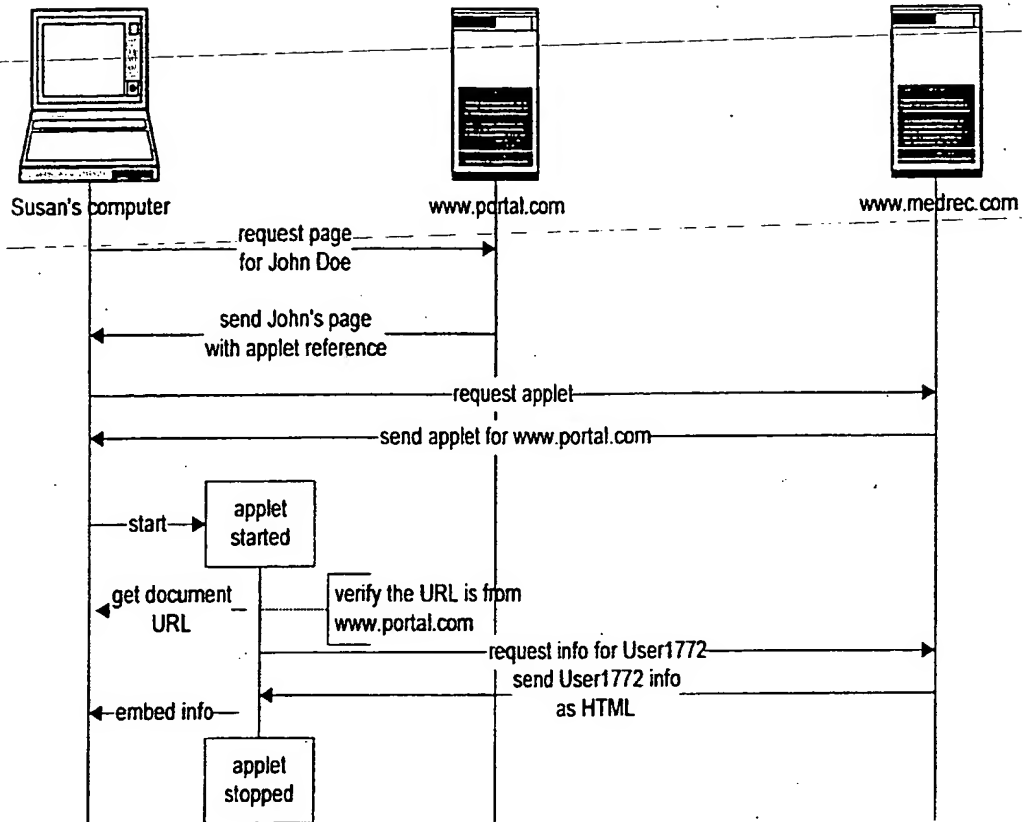 Susan's computer
www.portal.com
www.medrec.com
request page
for John Doe
send John's page
with applet reference
request applet
send applet for www.portal.com
start
applet
started
get document
URL
verify the URL is from
www.portal.com
request info for User1772
send User1772 info
as HTML
embed info
applet
stopped